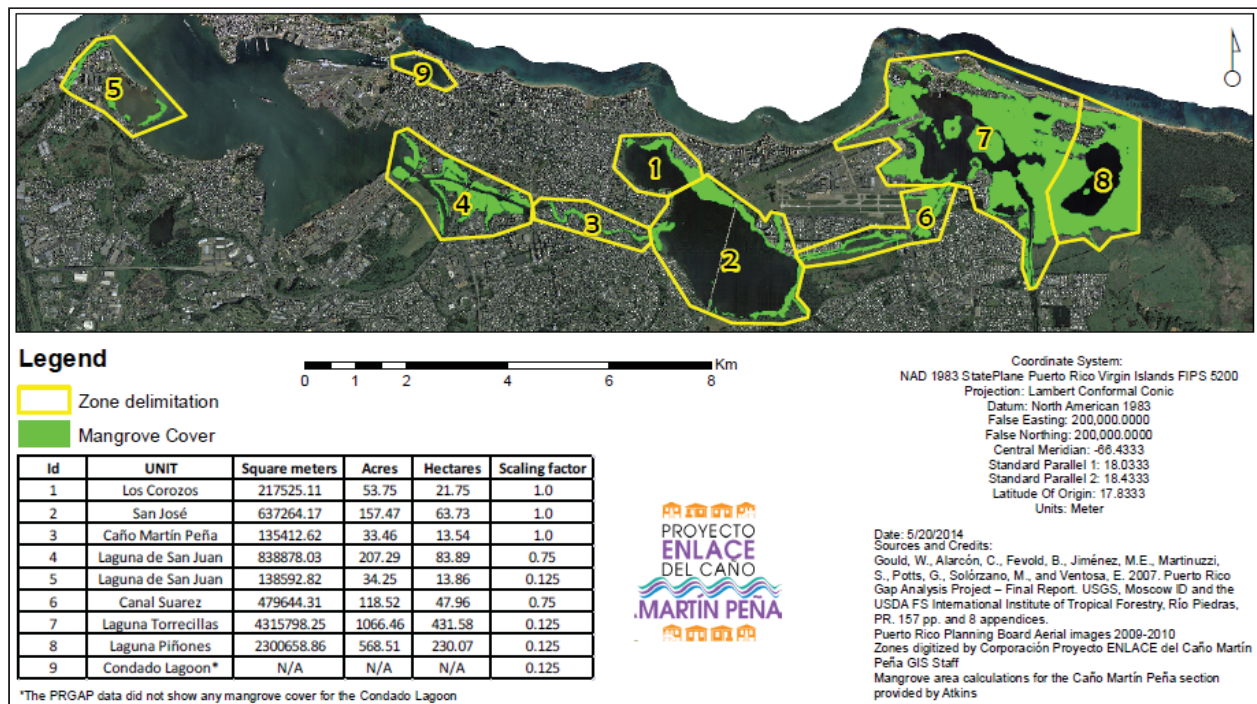 5
9
1
7
8
4
3
6
2
Legend
Zone delimitation
Mangrove Cover
0 1 2 4 6 8 Km
Id UNIT Square meters Acres Hectares Scaling factor
1 Los Corozos 217525.11 53.75 21.75 1.0
2 San José 637264.17 157.47 63.73 1.0
3 Caño Martín Peña 135412.62 33.46 13.54 1.0
4 Laguna de San Juan 838878.03 207.29 83.89 0.75
5 Laguna de San Juan 138592.82 34.25 13.86 0.125
6 Canal Suarez 479644.31 118.52 47.96 0.75
7 Laguna Torrecillas 4315798.25 1066.46 431.58 0.125
8 Laguna Piñones 2300658.86 568.51 230.07 0.125
9 Condado Lagoon* N/A N/A N/A 0.125
*The PRGAP data did not show any mangrove cover for the Condado Lagoon
PROYECTO
ENLACE
DEL CAÑO
MARTÍN PEÑA
Coordinate System:
NAD 1983 StatePlane Puerto Rico Virgin Islands FIPS 5200
Projection: Lambert Conformal Conic
Datum: North American 1983
False Easting: 200,000.0000
False Northing: 200,000.0000
Central Meridian: -66.4333
Standard Parallel 1: 18.0333
Standard Parallel 2: 18.4333
Latitude Of Origin: 17.8333
Units: Meter
Date: 5/20/2014
Sources and Credits:
Gould, W., Alarcón, C., Fevold, B., Jiménez, M.E., Martinuzzi,
S., Potts, G., Solórzano, M., and Ventosa, E. 2007. Puerto Rico
Gap Analysis Project – Final Report. USGS, Moscow ID and the
USDA FS International Institute of Tropical Forestry, Río Piedras,
PR. 157 pp. and 8 appendices.
Puerto Rico Planning Board Aerial images 2009-2010
Zones digitized by Corporación Proyecto ENLACE del Caño Martín
Peña GIS Staff
Mangrove area calculations for the Caño Martín Peña section
provided by Atkins